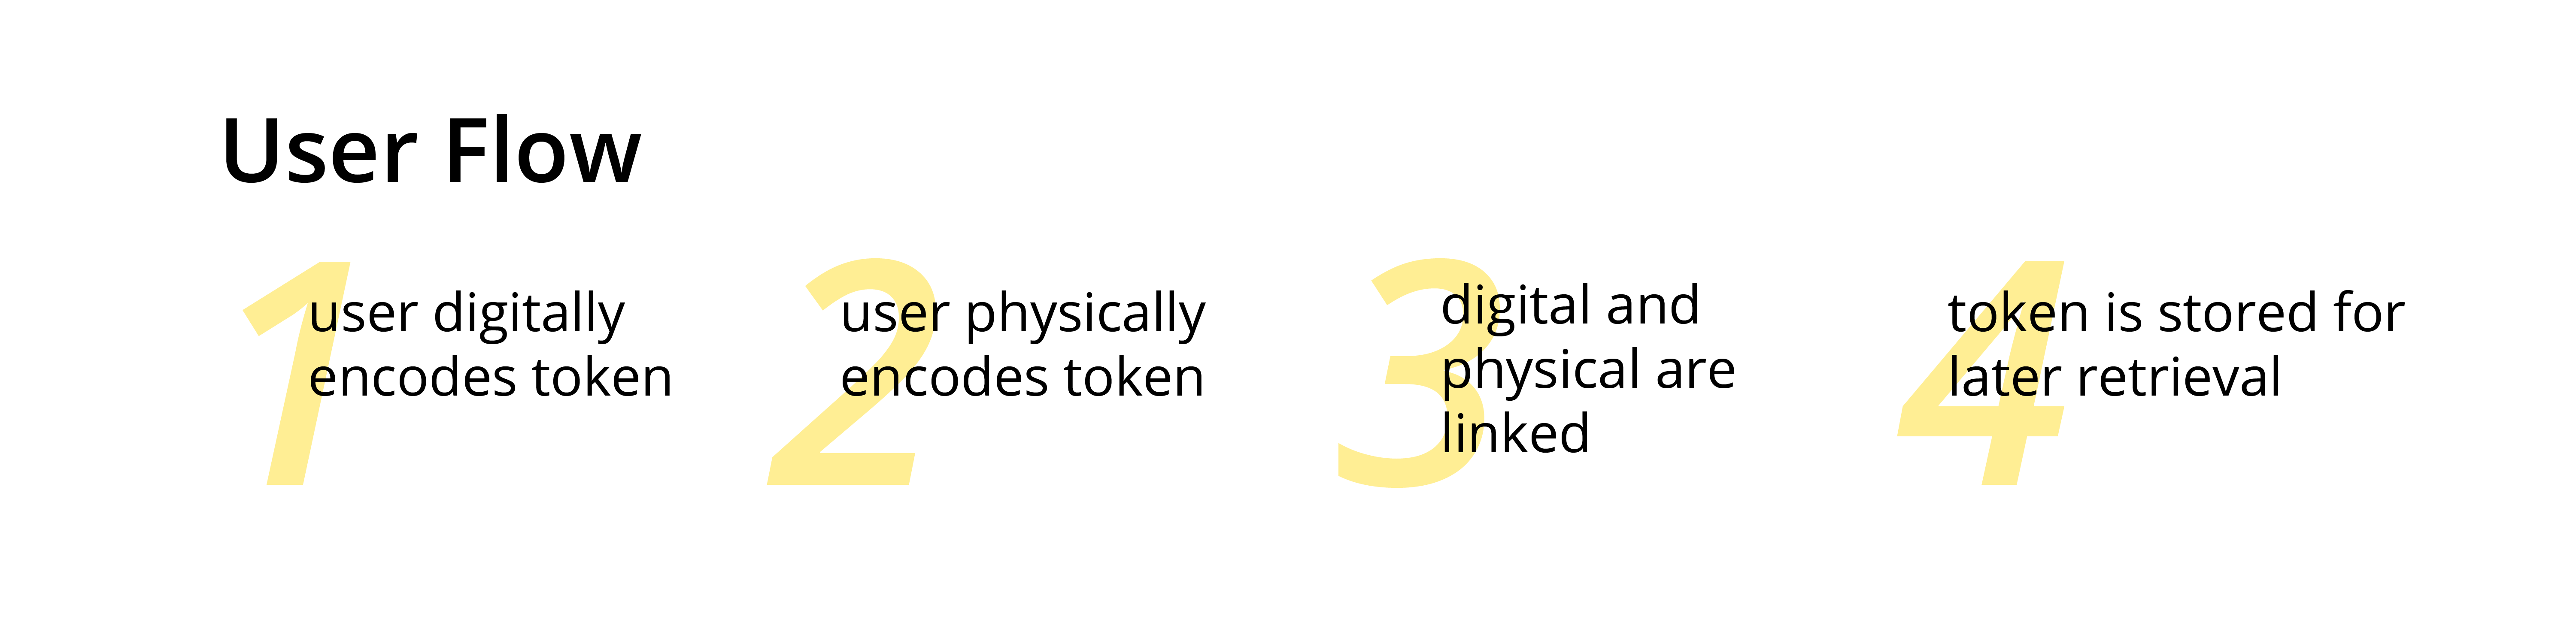 User Flow
1
user digitally
encodes token
2
user physically
encodes token
3
digital and
physical are
linked
4
token is stored for
later retrieval